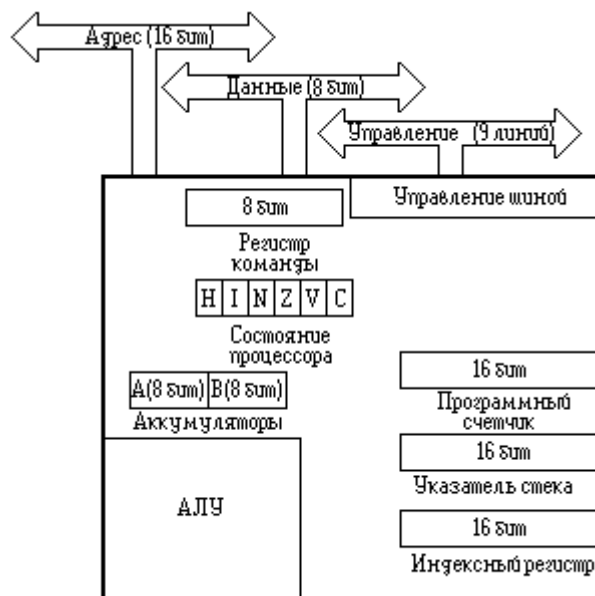 Адрес (16 бит)
Данные (8 бит)
Управление (9 линий)
Управление шиной
8 бит
Регистр
команды
H I N Z V C
Состояние
процессора
A(8 бит) B(8 бит)
Аккумуляторы
16 бит
Программный
счетчик
16 бит
Указатель стека
16 бит
Индексный регистр
АЛУ